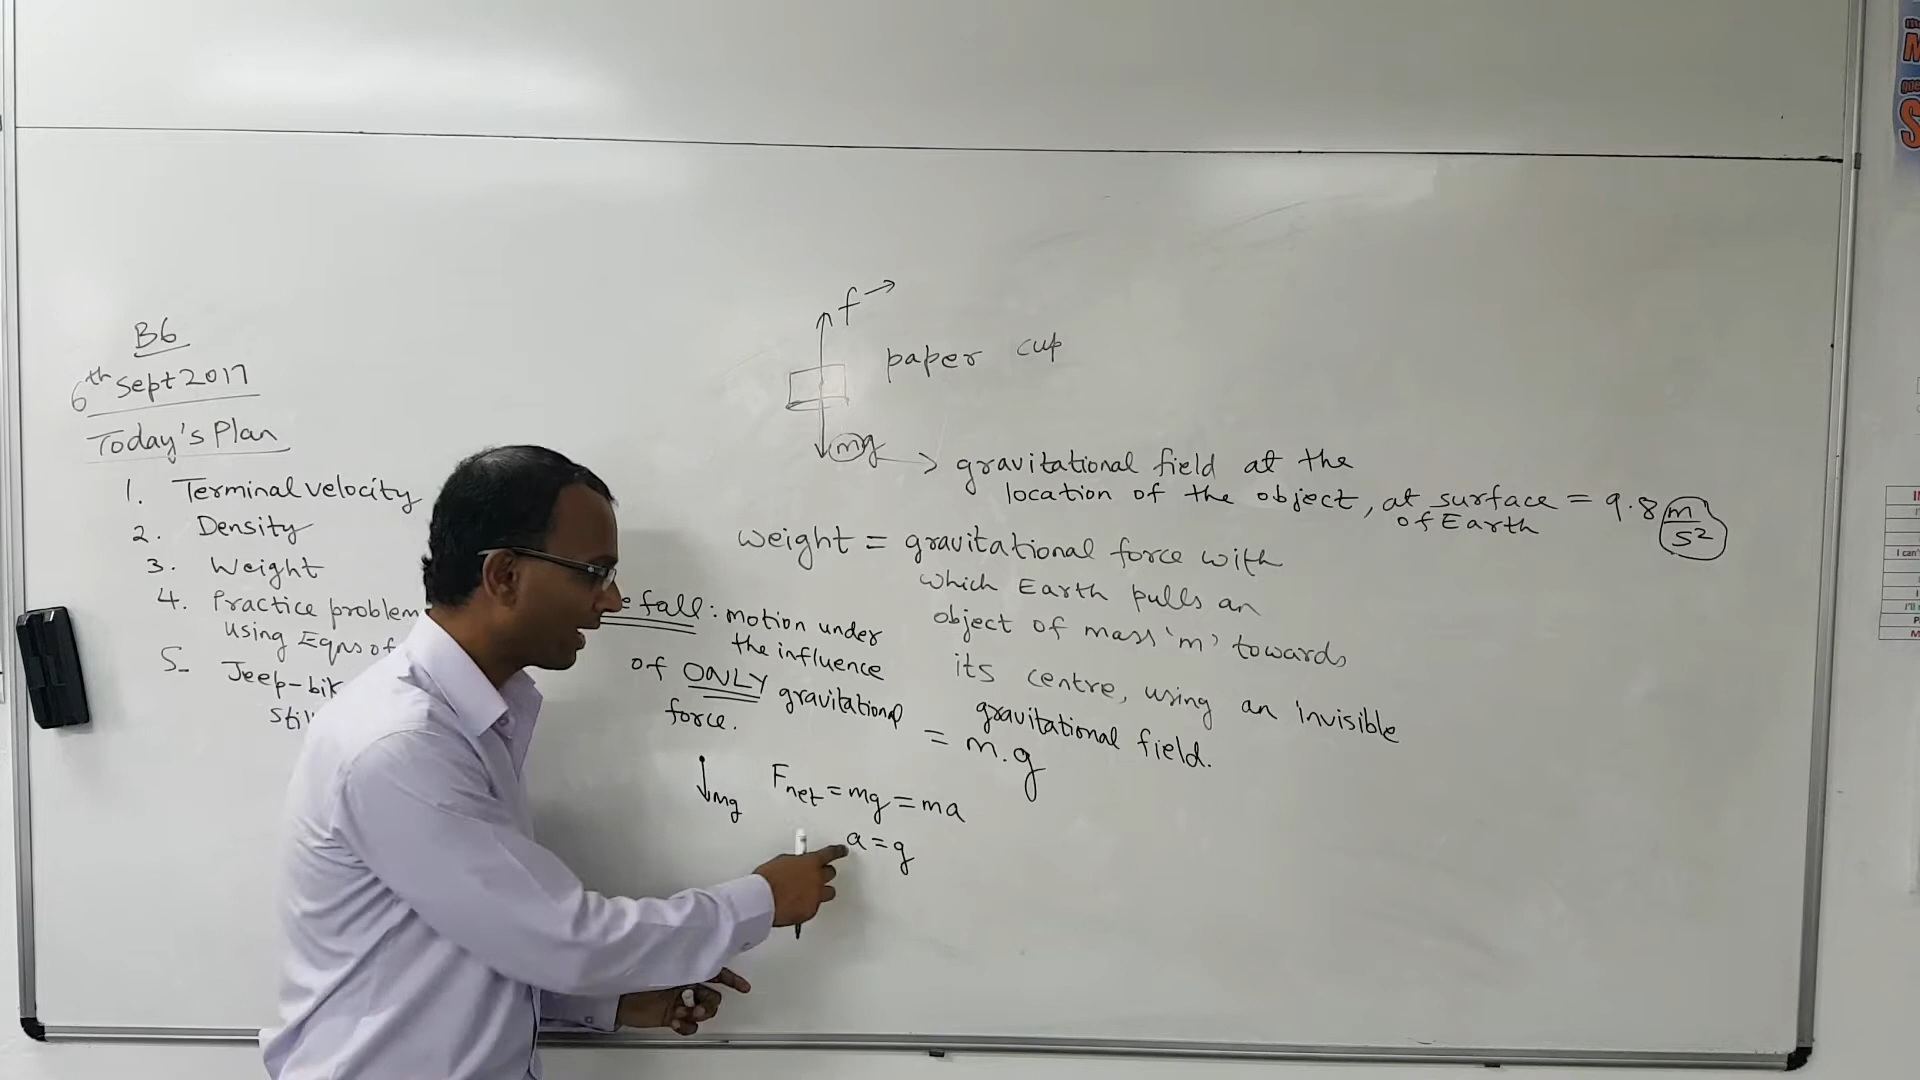 B6
6th Sept 2017
Today's Plan
1. Terminal velocity
2. Density
3. Weight
4. Practice problem
using Eqns of
5- Jeep-bik
f →
paper cup
mg → gravitational field at the
location of the object, at surface = 9.8 m/s²
of Earth
weight = gravitational force with
which Earth pulls an
object of mass 'm' towards
its centre, using an invisible
gravitational field.
= m.g
e fall: motion under
the influence
of ONLY gravitational
force.
mg
Fnet = mg = ma
a = g